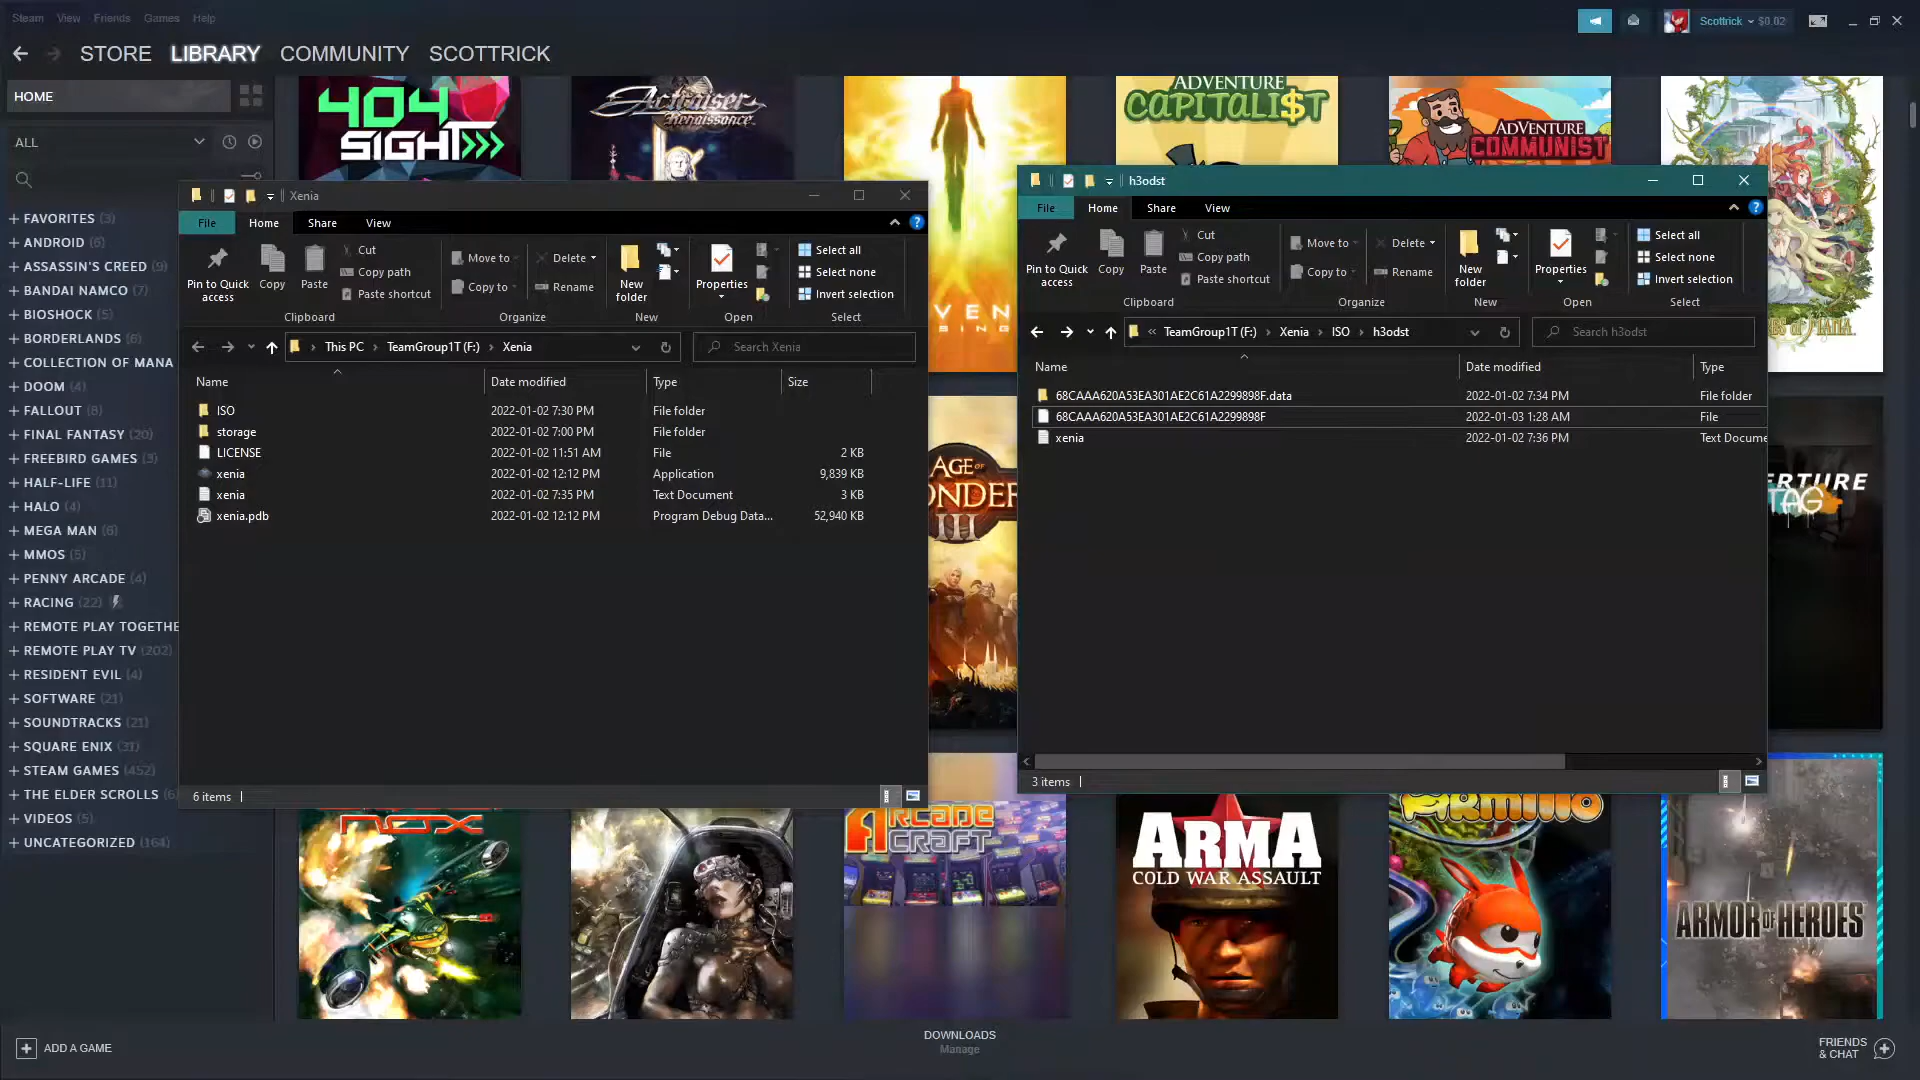 Steam View Friends Games Help
Scottrick $0.02
STORE LIBRARY COMMUNITY SCOTTRICK
HOME
ALL
+ FAVORITES (3)
+ ANDROID (6)
+ ASSASSIN'S CREED (9)
+ BANDAI NAMCO (7)
+ BIOSHOCK (5)
+ BORDERLANDS (6)
+ COLLECTION OF MANA
+ DOOM (4)
+ FALLOUT (8)
+ FINAL FANTASY (20)
+ FREEBIRD GAMES (3)
+ HALF-LIFE (11)
+ HALO (4)
+ MEGA MAN (6)
+ MMOS (5)
+ PENNY ARCADE (4)
+ RACING (22)
+ REMOTE PLAY TOGETHE
+ REMOTE PLAY TV (202)
+ RESIDENT EVIL (4)
+ SOFTWARE (21)
+ SOUNDTRACKS (21)
+ SQUARE ENIX (31)
+ STEAM GAMES (452)
+ THE ELDER SCROLLS (6
+ VIDEOS (5)
+ UNCATEGORIZED (164)
404
SIGHT
Actraiser
Renaissance
ADVENTURE
CAPITALI$T
ADVENTURE
COMMUNIST
Xenia
File Home Share View
Pin to Quick access
Copy
Paste
Cut
Copy path
Paste shortcut
Clipboard
Move to
Copy to
Delete
Rename
Organize
New folder
New
Properties
Open
Select all
Select none
Invert selection
Select
This PC > TeamGroup1T (F:) > Xenia
Search Xenia
Name Date modified Type Size
ISO 2022-01-02 7:30 PM File folder
storage 2022-01-02 7:00 PM File folder
LICENSE 2022-01-02 11:51 AM File 2 KB
xenia 2022-01-02 12:12 PM Application 9,839 KB
xenia 2022-01-02 7:35 PM Text Document 3 KB
xenia.pdb 2022-01-02 12:12 PM Program Debug Data... 52,940 KB
6 items
VEN
h3odst
File Home Share View
Pin to Quick access
Copy
Paste
Cut
Copy path
Paste shortcut
Clipboard
Move to
Copy to
Delete
Rename
Organize
New folder
New
Properties
Open
Select all
Select none
Invert selection
Select
« TeamGroup1T (F:) > Xenia > ISO > h3odst
Search h3odst
Name Date modified Type
68CAAA620A53EA301AE2C61A2299898F.data 2022-01-02 7:34 PM File folder
68CAAA620A53EA301AE2C61A2299898F 2022-01-03 1:28 AM File
xenia 2022-01-02 7:36 PM Text Docume
3 items
OF MANA
AGE OF
ONDER
III
ERTURE
TAG
NOX
ARCADE
CRAFT
ARMA
COLD WAR ASSAULT
ARMOR OF HEROES
+ ADD A GAME
DOWNLOADS
Manage
FRIENDS
& CHAT